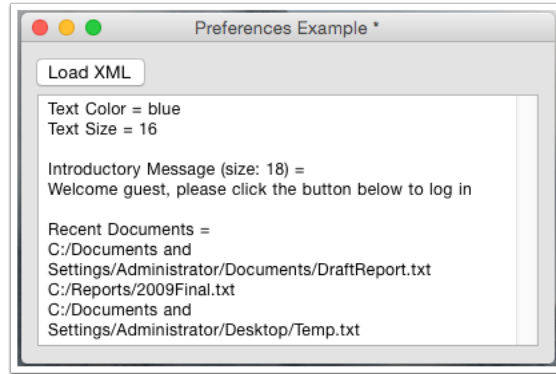 Preferences Example *
Load XML
Text Color = blue
Text Size = 16
Introductory Message (size: 18) =
Welcome guest, please click the button below to log in
Recent Documents =
C:/Documents and
Settings/Administrator/Documents/DraftReport.txt
C:/Reports/2009Final.txt
C:/Documents and
Settings/Administrator/Desktop/Temp.txt